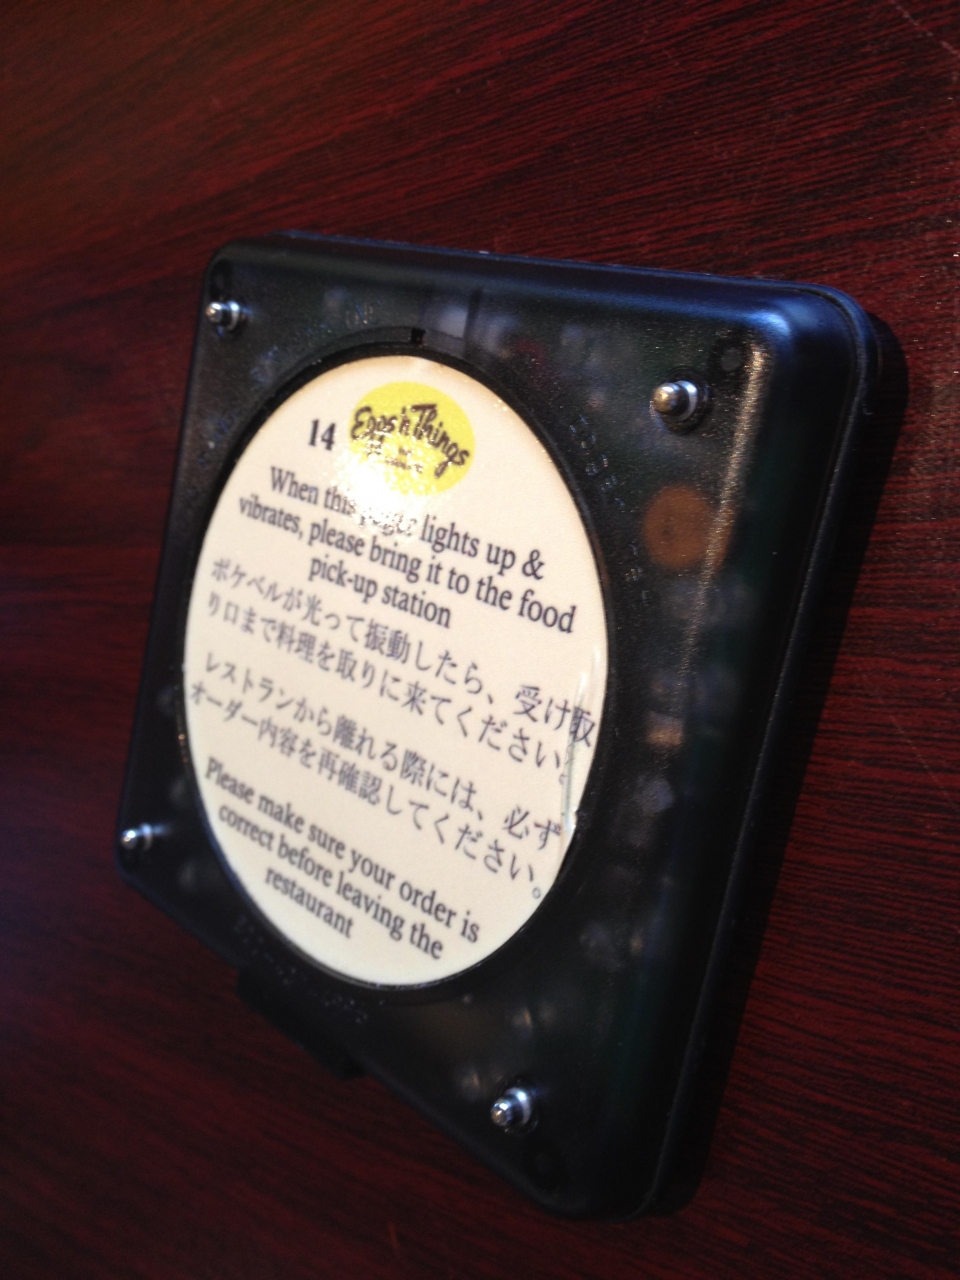 14
Eggs 'n Things
When this pager lights up &
vibrates, please bring it to the food
pick-up station
ポケベルが光って振動したら、受け取
り口まで料理を取りに来てください。
レストランから離れる際には、必ず
オーダー内容を再確認してください。
Please make sure your order is
correct before leaving the
restaurant